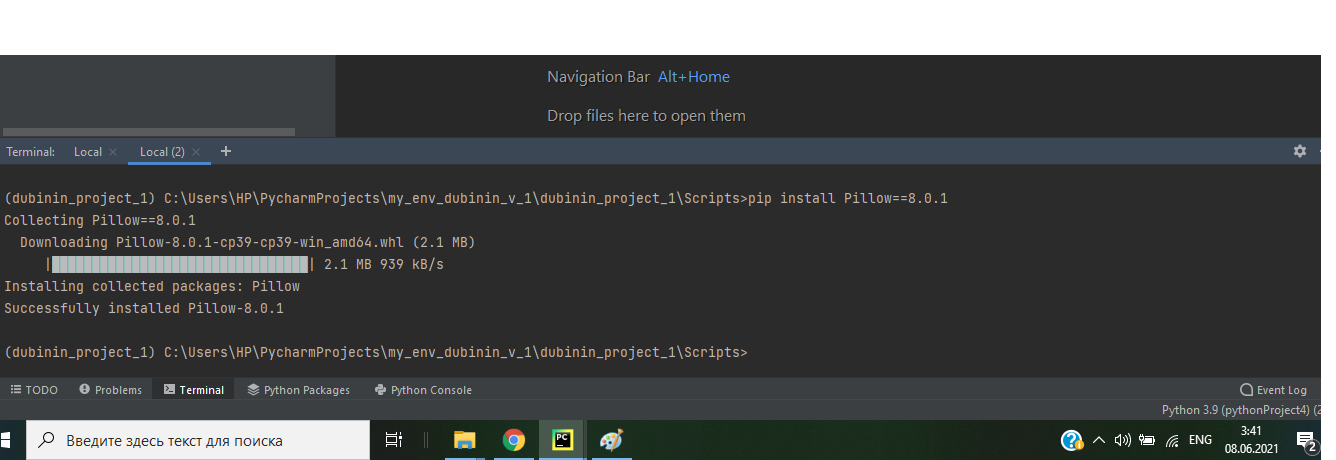 Navigation Bar Alt+Home
Drop files here to open them
Terminal: Local × Local (2) × +
(dubinin_project_1) C:\Users\HP\PycharmProjects\my_env_dubinin_v_1\dubinin_project_1\Scripts>pip install Pillow==8.0.1
Collecting Pillow==8.0.1
Downloading Pillow-8.0.1-cp39-cp39-win_amd64.whl (2.1 MB)
|████████████████████████████████| 2.1 MB 939 kB/s
Installing collected packages: Pillow
Successfully installed Pillow-8.0.1
(dubinin_project_1) C:\Users\HP\PycharmProjects\my_env_dubinin_v_1\dubinin_project_1\Scripts>
TODO Problems Terminal Python Packages Python Console Event Log
Python 3.9 (pythonProject4) (2
Введите здесь текст для поиска PC ENG 3:41
08.06.2021 2